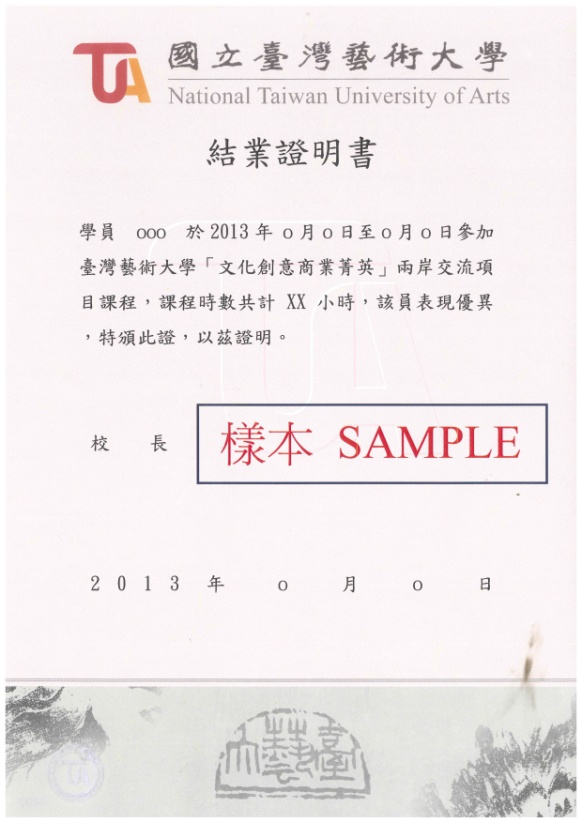 國立臺灣藝術大學
National Taiwan University of Arts
結業證明書
學員 ooo 於2013年o月o日至o月o日參加
臺灣藝術大學「文化創意商業菁英」兩岸交流項
目課程，課程時數共計 XX 小時，該員表現優異
，特頒此證，以茲證明。
校 長 樣本 SAMPLE
2 0 1 3 年 o 月 o 日